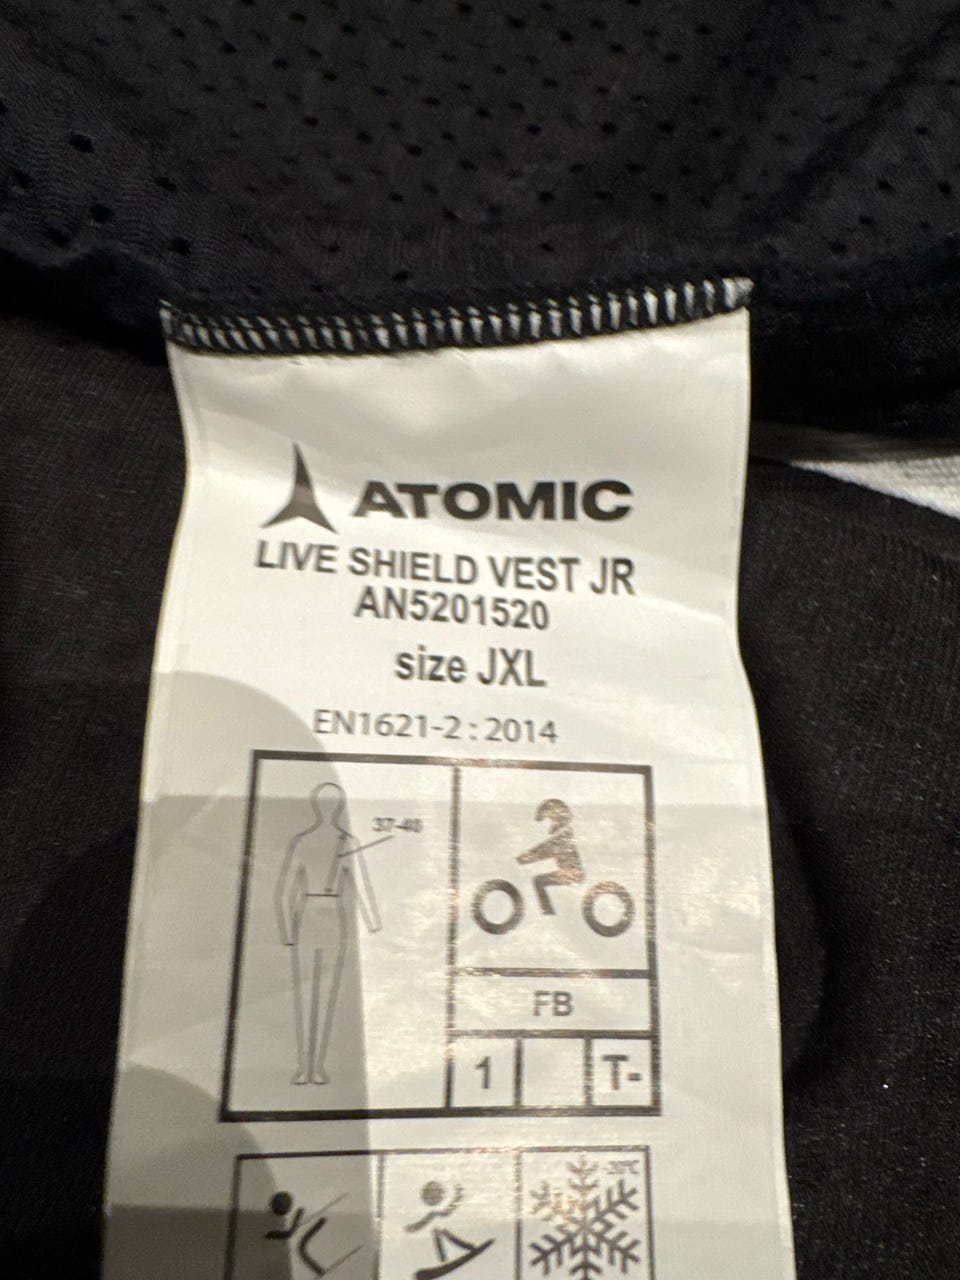 ATOMIC
LIVE SHIELD VEST JR
AN5201520
size JXL
EN1621-2 : 2014
37-40
FB
1
T-
-20°C